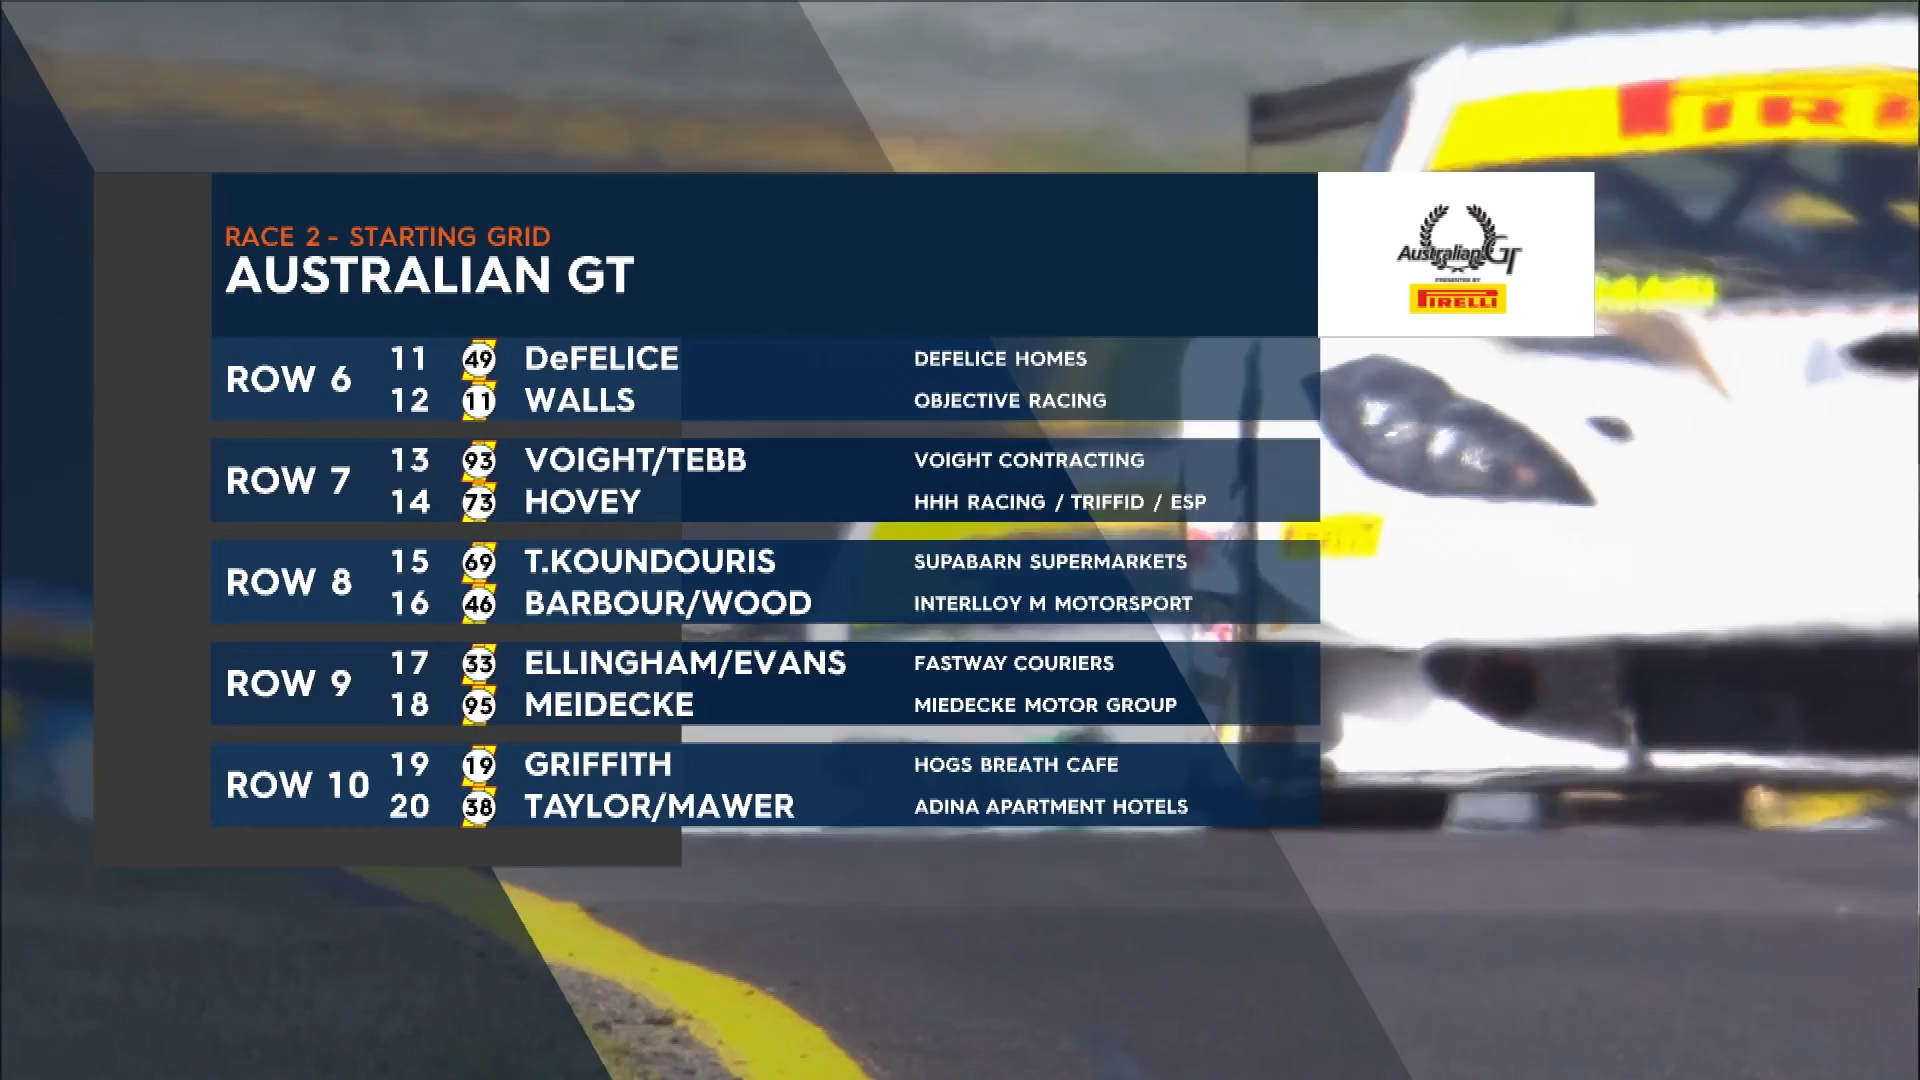 RACE 2 - STARTING GRID
AUSTRALIAN GT
Australian GT
PRESENTED BY
PIRELLI
ROW 6
11 49 DeFELICE DEFELICE HOMES
12 11 WALLS OBJECTIVE RACING
ROW 7
13 93 VOIGHT/TEBB VOIGHT CONTRACTING
14 73 HOVEY HHH RACING / TRIFFID / ESP
ROW 8
15 69 T.KOUNDOURIS SUPABARN SUPERMARKETS
16 46 BARBOUR/WOOD INTERLLOY M MOTORSPORT
ROW 9
17 33 ELLINGHAM/EVANS FASTWAY COURIERS
18 95 MEIDECKE MIEDECKE MOTOR GROUP
ROW 10
19 19 GRIFFITH HOGS BREATH CAFE
20 38 TAYLOR/MAWER ADINA APARTMENT HOTELS